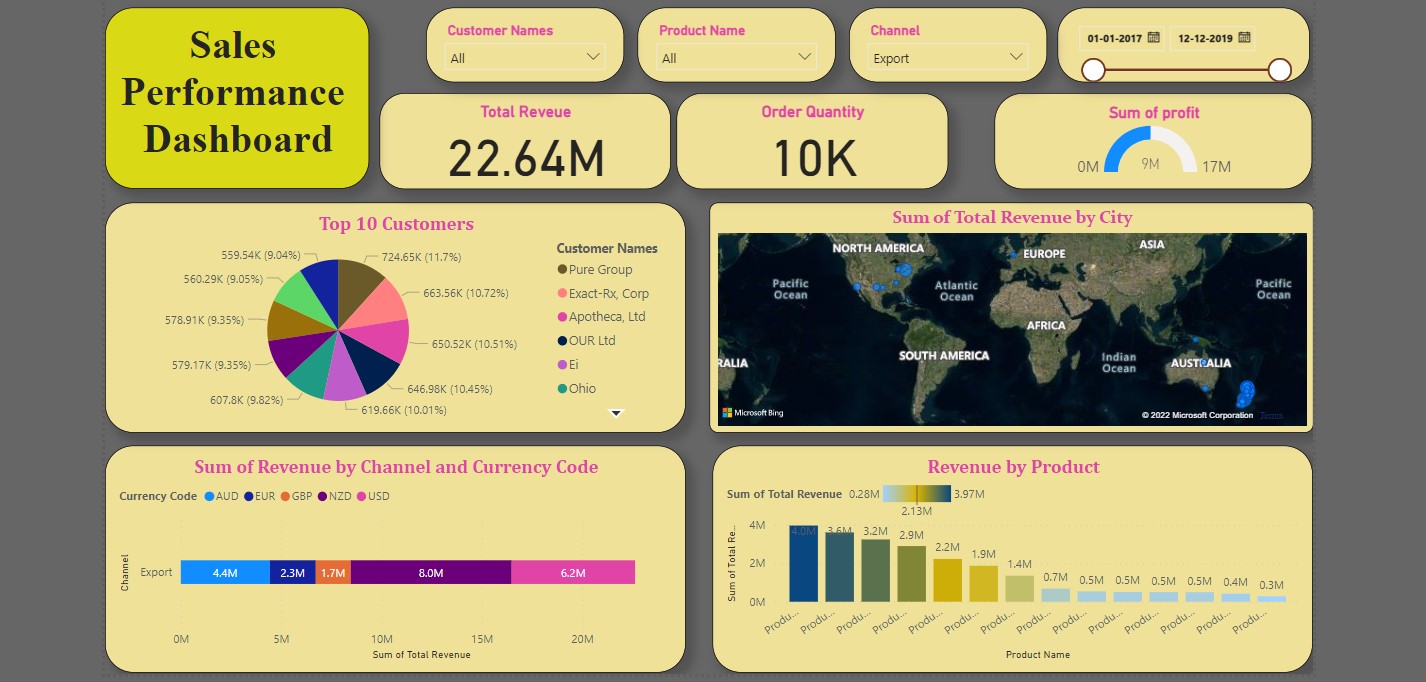 Sales
Performance
Dashboard
Customer Names
All
Product Name
All
Channel
Export
01-01-2017
12-12-2019
Total Reveue
22.64M
Order Quantity
10K
Sum of profit
0M
9M
17M
Top 10 Customers
559.54K (9.04%)
724.65K (11.7%)
560.29K (9.05%)
663.56K (10.72%)
578.91K (9.35%)
650.52K (10.51%)
579.17K (9.35%)
646.98K (10.45%)
607.8K (9.82%)
619.66K (10.01%)
Customer Names
Pure Group
Exact-Rx, Corp
Apotheca, Ltd
OUR Ltd
Ei
Ohio
Sum of Total Revenue by City
NORTH AMERICA
EUROPE
ASIA
Pacific
Ocean
Atlantic
Ocean
Pacific
Ocean
AFRICA
SOUTH AMERICA
Indian
Ocean
RALIA
AUSTRALIA
Microsoft Bing
© 2022 Microsoft Corporation Terms
Sum of Revenue by Channel and Currency Code
Currency Code AUD EUR GBP NZD USD
Channel
Export
4.4M 2.3M 1.7M 8.0M 6.2M
0M 5M 10M 15M 20M
Sum of Total Revenue
Revenue by Product
Sum of Total Revenue 0.28M 3.97M
2.13M
Sum of Total Re...
4M
2M
0M
4.0M 3.6M 3.2M 2.9M 2.2M 1.9M 1.4M 0.7M 0.5M 0.5M 0.5M 0.5M 0.4M 0.3M
Produ... Produ... Produ... Produ... Produ... Produ... Produ... Produ... Produ... Produ... Produ... Produ... Produ... Produ...
Product Name